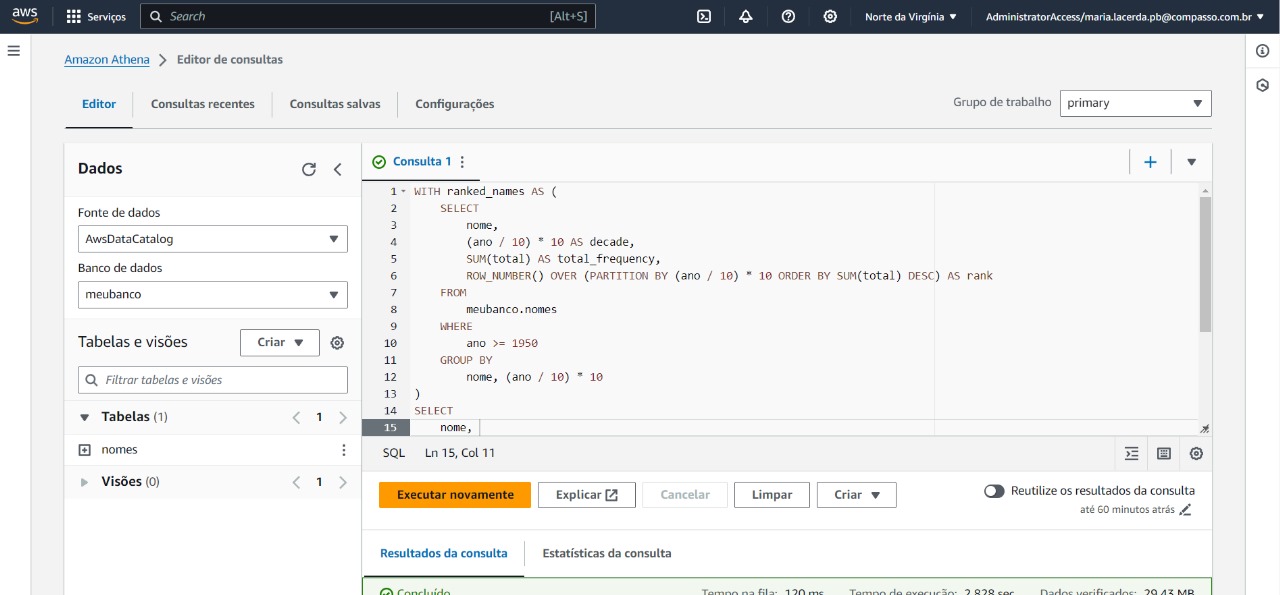 aws Serviços Search [Alt+S] Norte da Virgínia AdministratorAccess/maria.lacerda.pb@compasso.com.br
Amazon Athena Editor de consultas
Editor Consultas recentes Consultas salvas Configurações Grupo de trabalho primary
Dados
Fonte de dados
AwsDataCatalog
Banco de dados
meubanco
Tabelas e visões Criar
Filtrar tabelas e visões
Tabelas (1) 1
nomes
Visões (0) 1
Consulta 1
1 WITH ranked_names AS (
2 SELECT
3 nome,
4 (ano / 10) * 10 AS decade,
5 SUM(total) AS total_frequency,
6 ROW_NUMBER() OVER (PARTITION BY (ano / 10) * 10 ORDER BY SUM(total) DESC) AS rank
7 FROM
8 meubanco.nomes
9 WHERE
10 ano >= 1950
11 GROUP BY
12 nome, (ano / 10) * 10
13 )
14 SELECT
15 nome,
SQL Ln 15, Col 11
Executar novamente Explicar Cancelar Limpar Criar Reutilize os resultados da consulta
até 60 minutos atrás
Resultados da consulta Estatísticas da consulta
Concluído Tempo na fila: 120 ms Tempo de execução: 2.828 sec Dados verificados: 29.43 MB